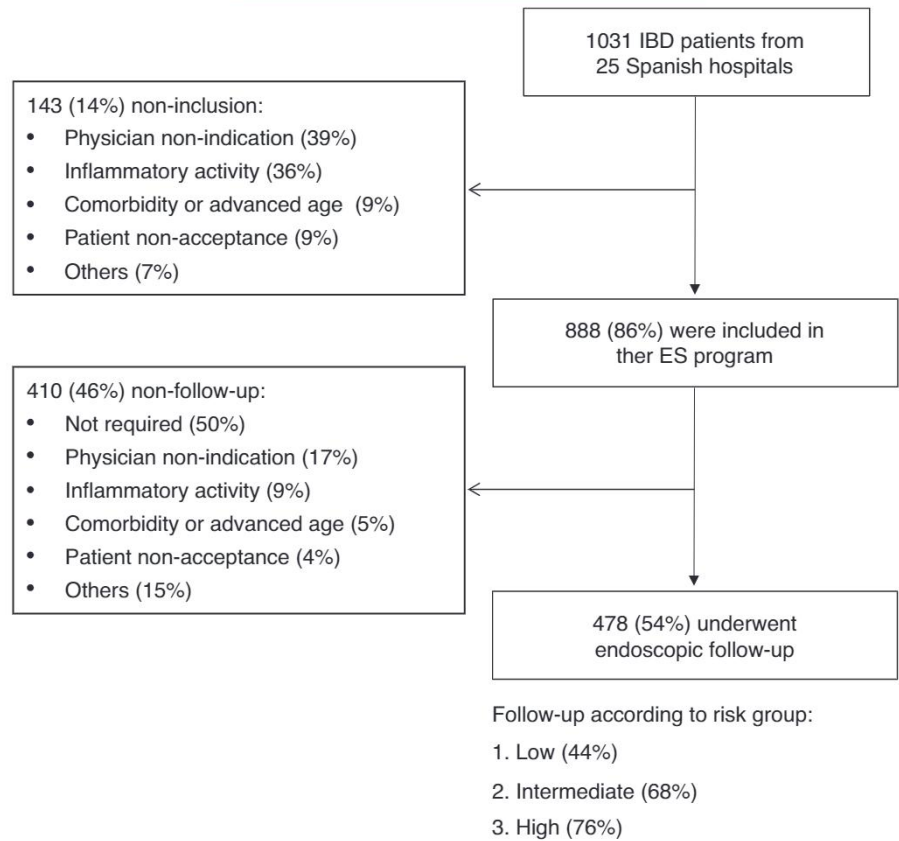 1031 IBD patients from
25 Spanish hospitals
143 (14%) non-inclusion:
• Physician non-indication (39%)
• Inflammatory activity (36%)
• Comorbidity or advanced age (9%)
• Patient non-acceptance (9%)
• Others (7%)
888 (86%) were included in
ther ES program
410 (46%) non-follow-up:
• Not required (50%)
• Physician non-indication (17%)
• Inflammatory activity (9%)
• Comorbidity or advanced age (5%)
• Patient non-acceptance (4%)
• Others (15%)
478 (54%) underwent
endoscopic follow-up
Follow-up according to risk group:
1. Low (44%)
2. Intermediate (68%)
3. High (76%)